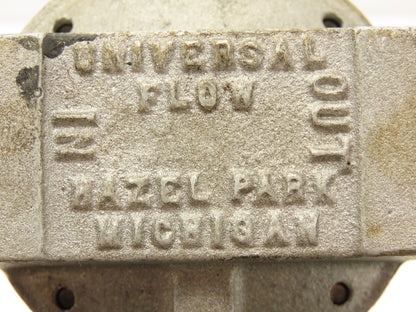 UNIVERSAL
FLOW
IN
OUT
HAZEL PARK
MICHIGAN